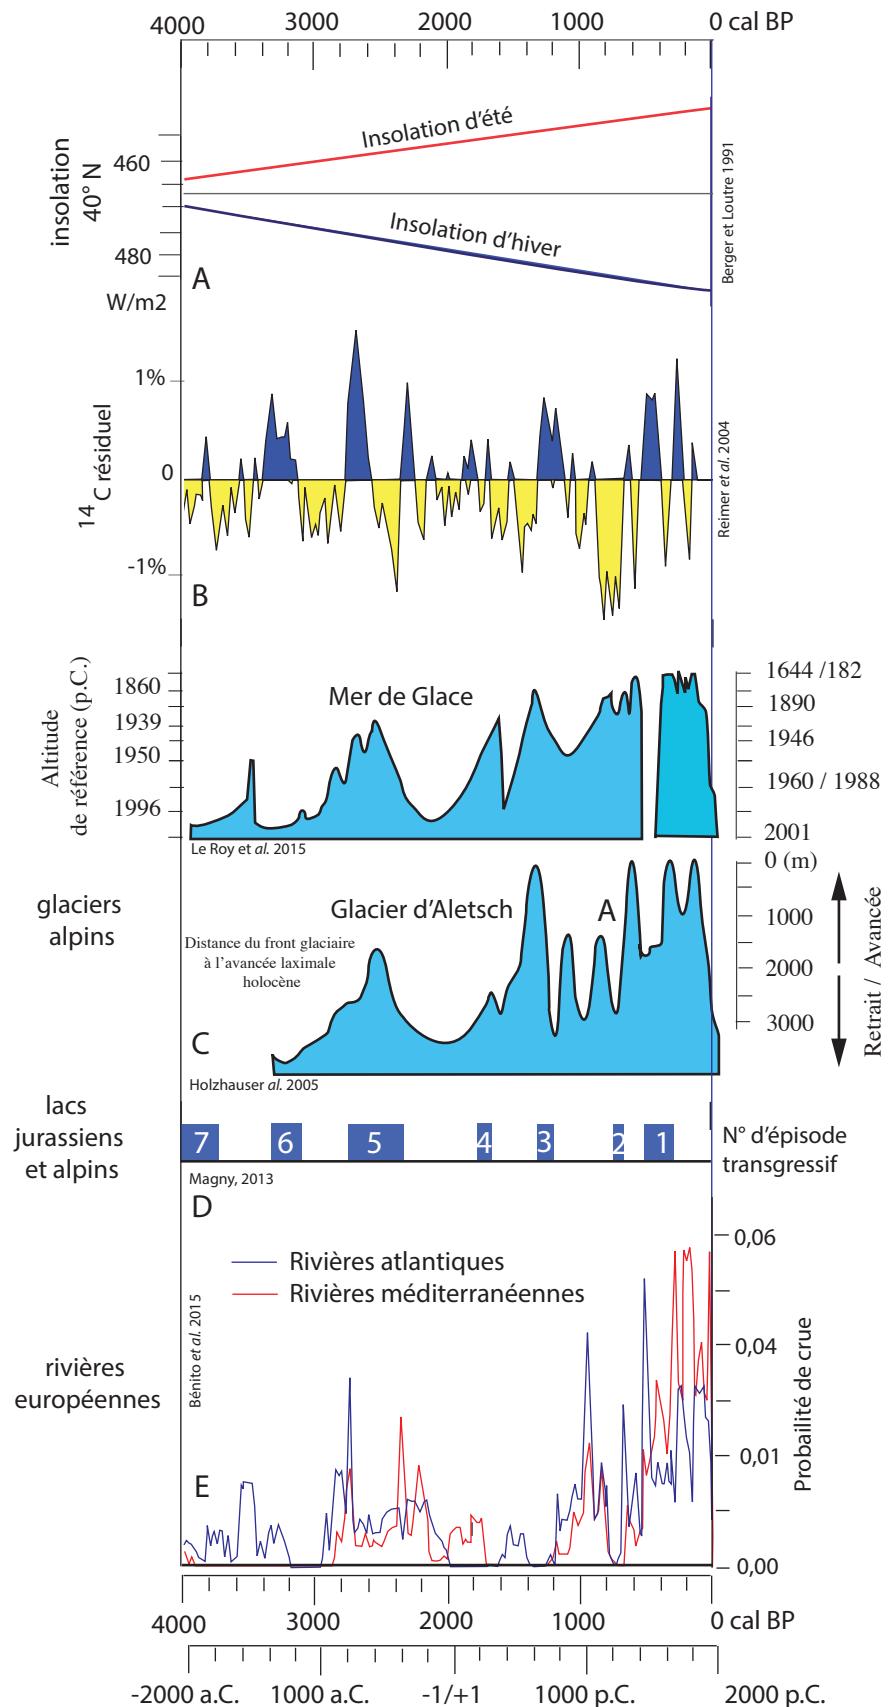 4000 3000 2000 1000 0 cal BP
Insolation d'été
460
insolation
40° N
Insolation d'hiver
480
W/m2
A
Berger et Loutre 1991
1%
0
-1%
14C résiduel
B
Reimer et al. 2004
Altitude
de référence (p.C.)
1860
1939
1950
1996
Mer de Glace
1644 /182
1890
1946
1960 / 1988
2001
Le Roy et al. 2015
glaciers
alpins
Glacier d'Aletsch
A
Distance du front glaciaire
à l'avancée laximale
holocène
0 (m)
1000
2000
3000
Retrait / Avancée
C
Holzhauser al. 2005
lacs
jurassiens
et alpins
7 6 5 4 3 2 1
N° d'épisode
transgressif
Magny, 2013
D
Rivières atlantiques
Rivières méditerranéennes
Bénito et al. 2015
rivières
européennes
E
0,06
0,04
0,01
0,00
Probailité de crue
4000 3000 2000 1000 0 cal BP
-2000 a.C. 1000 a.C. -1/+1 1000 p.C. 2000 p.C.